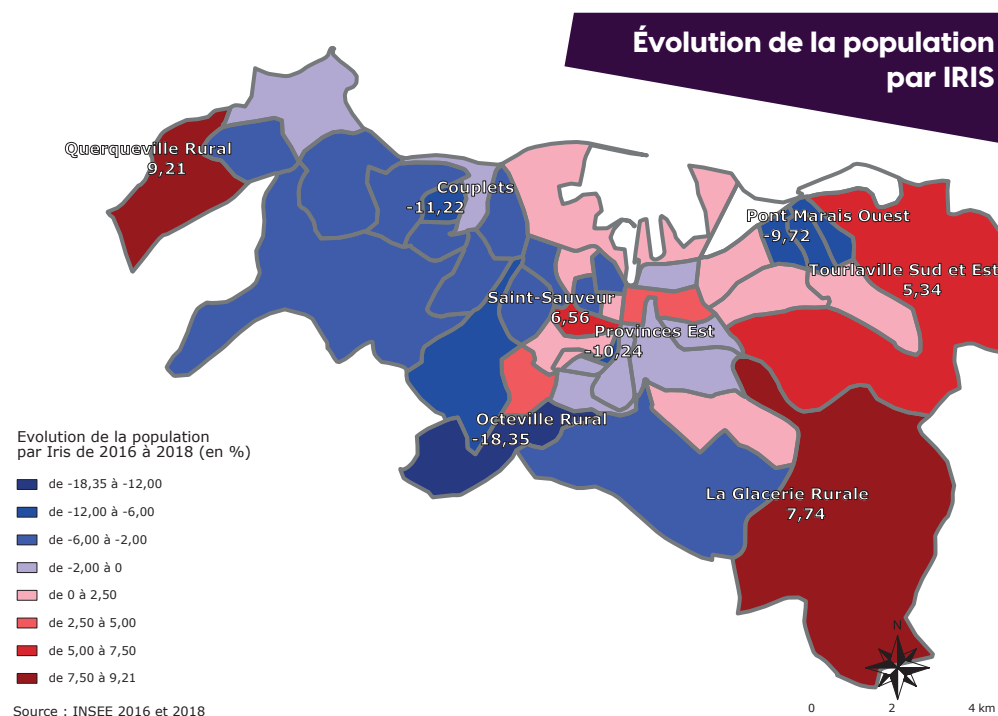 Évolution de la population
par IRIS
Querqueville Rural
9,21
Couplets
-11,22
Pont Marais Ouest
-9,72
Tourlaville Sud et Est
5,34
Saint-Sauveur
6,56
Provinces Est
-10,24
Octeville Rural
-18,35
La Glacerie Rurale
7,74
Evolution de la population
par Iris de 2016 à 2018 (en %)
de -18,35 à -12,00
de -12,00 à -6,00
de -6,00 à -2,00
de -2,00 à 0
de 0 à 2,50
de 2,50 à 5,00
de 5,00 à 7,50
de 7,50 à 9,21
N
0 2 4 km
Source : INSEE 2016 et 2018